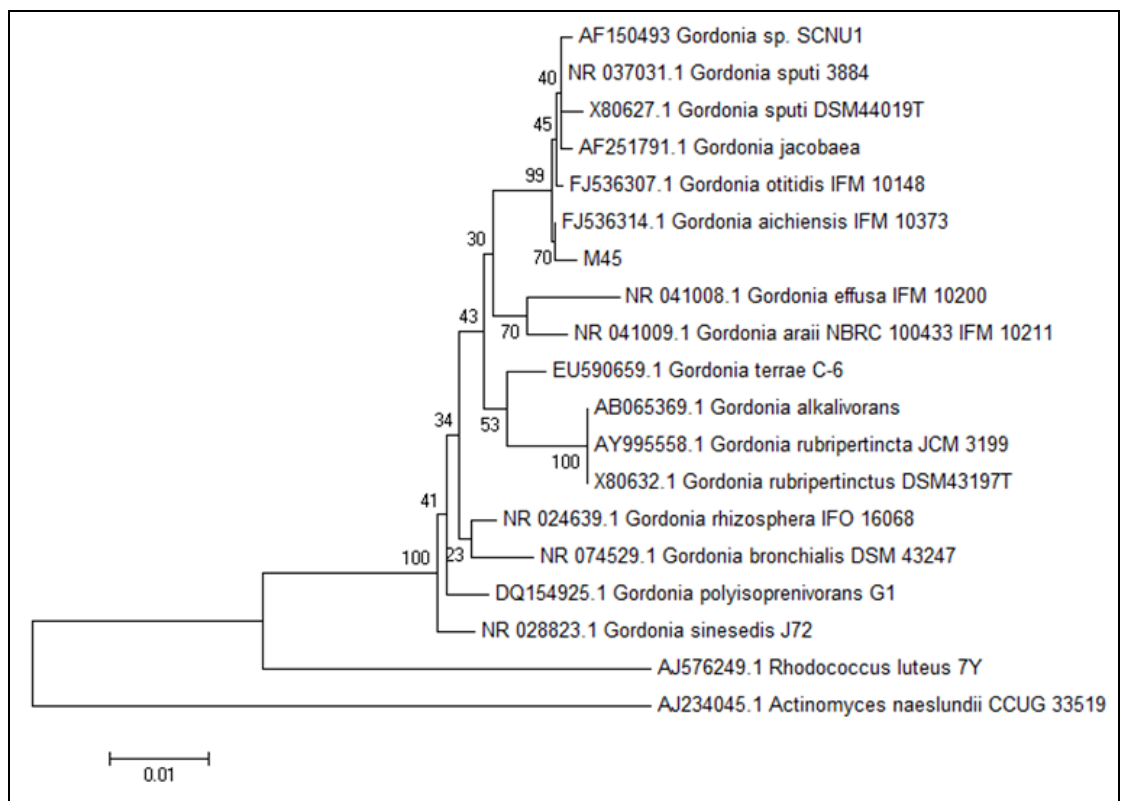 AF150493 Gordonia sp. SCNU1
40
NR 037031.1 Gordonia sputi 3884
X80627.1 Gordonia sputi DSM44019T
45
AF251791.1 Gordonia jacobaea
99
FJ536307.1 Gordonia otitidis IFM 10148
FJ536314.1 Gordonia aichiensis IFM 10373
30
70
M45
NR 041008.1 Gordonia effusa IFM 10200
43
70
NR 041009.1 Gordonia araii NBRC 100433 IFM 10211
EU590659.1 Gordonia terrae C-6
AB065369.1 Gordonia alkalivorans
53
34
AY995558.1 Gordonia rubripertincta JCM 3199
100
X80632.1 Gordonia rubripertinctus DSM43197T
41
NR 024639.1 Gordonia rhizosphera IFO 16068
100
23
NR 074529.1 Gordonia bronchialis DSM 43247
DQ154925.1 Gordonia polyisoprenivorans G1
NR 028823.1 Gordonia sinesedis J72
AJ576249.1 Rhodococcus luteus 7Y
AJ234045.1 Actinomyces naeslundii CCUG 33519
0.01